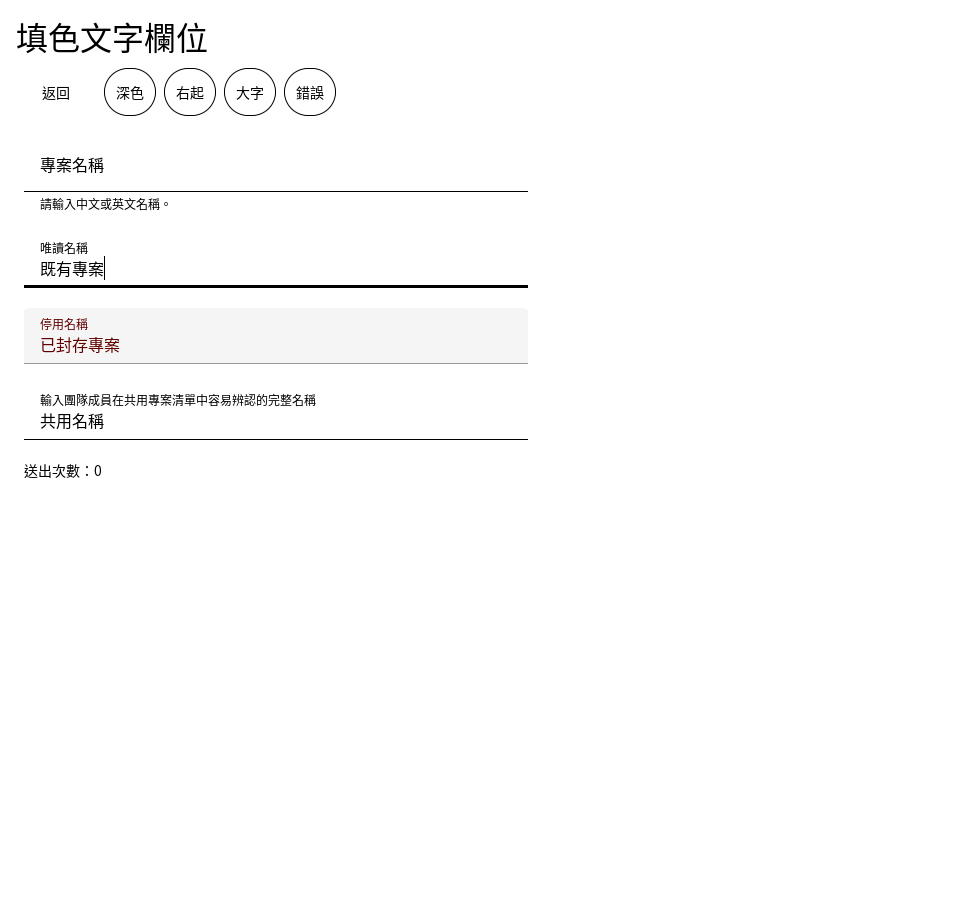 填色文字欄位
返回 深色 右起 大字 錯誤
專案名稱
請輸入中文或英文名稱。
唯讀名稱
既有專案
停用名稱
已封存專案
輸入團隊成員在共用專案清單中容易辨認的完整名稱
共用名稱
送出次數：0